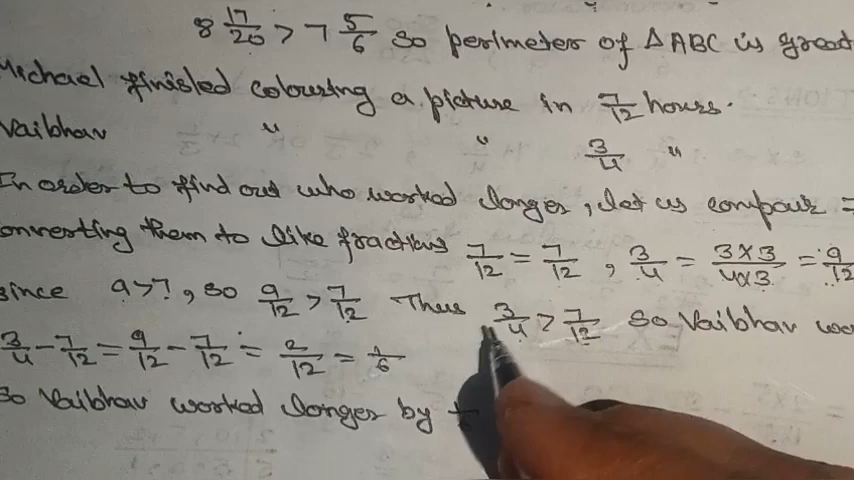 8 17/20 > 7 5/6 so perimeter of △ABC is great
Michael finished colouring a picture in 7/12 hours.
Vaibhav " " 3/4 "
In order to find out who worked longer, let us compare
onverting them to like fractions 7/12 = 7/12 , 3/4 = 3×3/4×3 = 9/12
since 9>7, so 9/12 > 7/12 Thus 3/4 > 7/12 So Vaibhav wo
3/4 - 7/12 = 9/12 - 7/12 = 2/12 = 1/6
So Vaibhav worked longer by